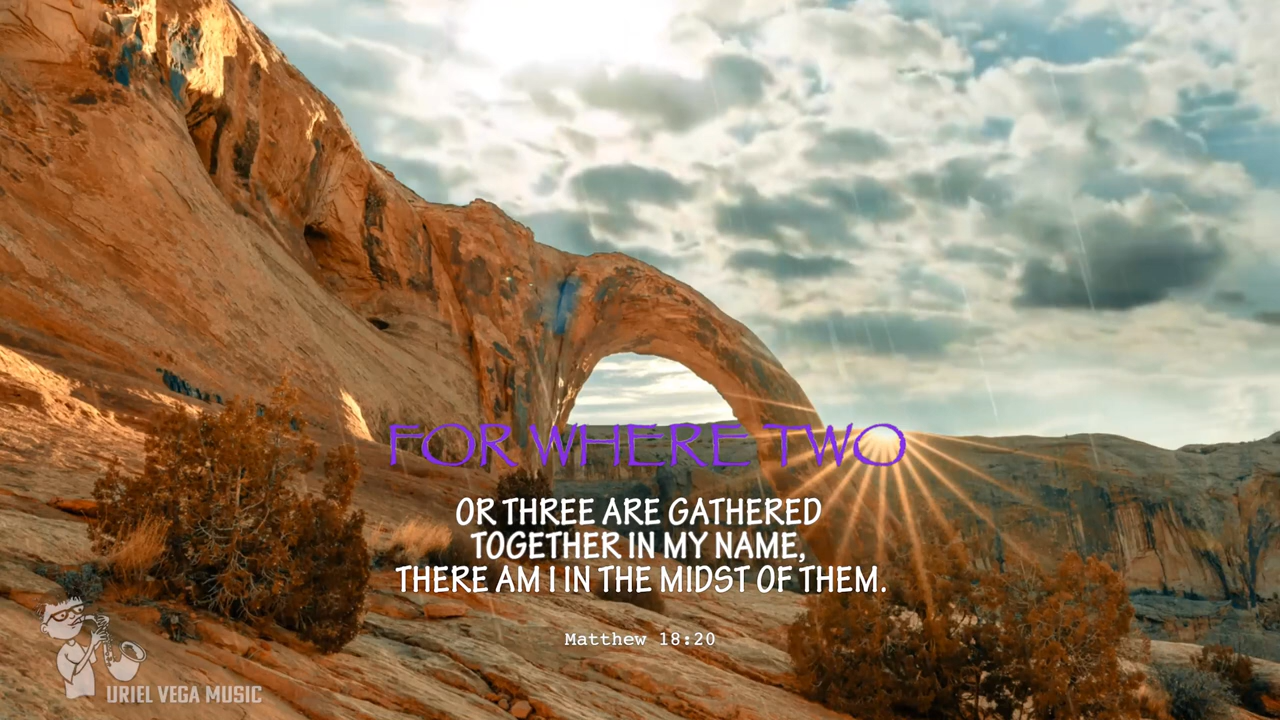 FOR WHERE TWO
OR THREE ARE GATHERED
TOGETHER IN MY NAME,
THERE AM I IN THE MIDST OF THEM.
Matthew 18:20
URIEL VEGA MUSIC